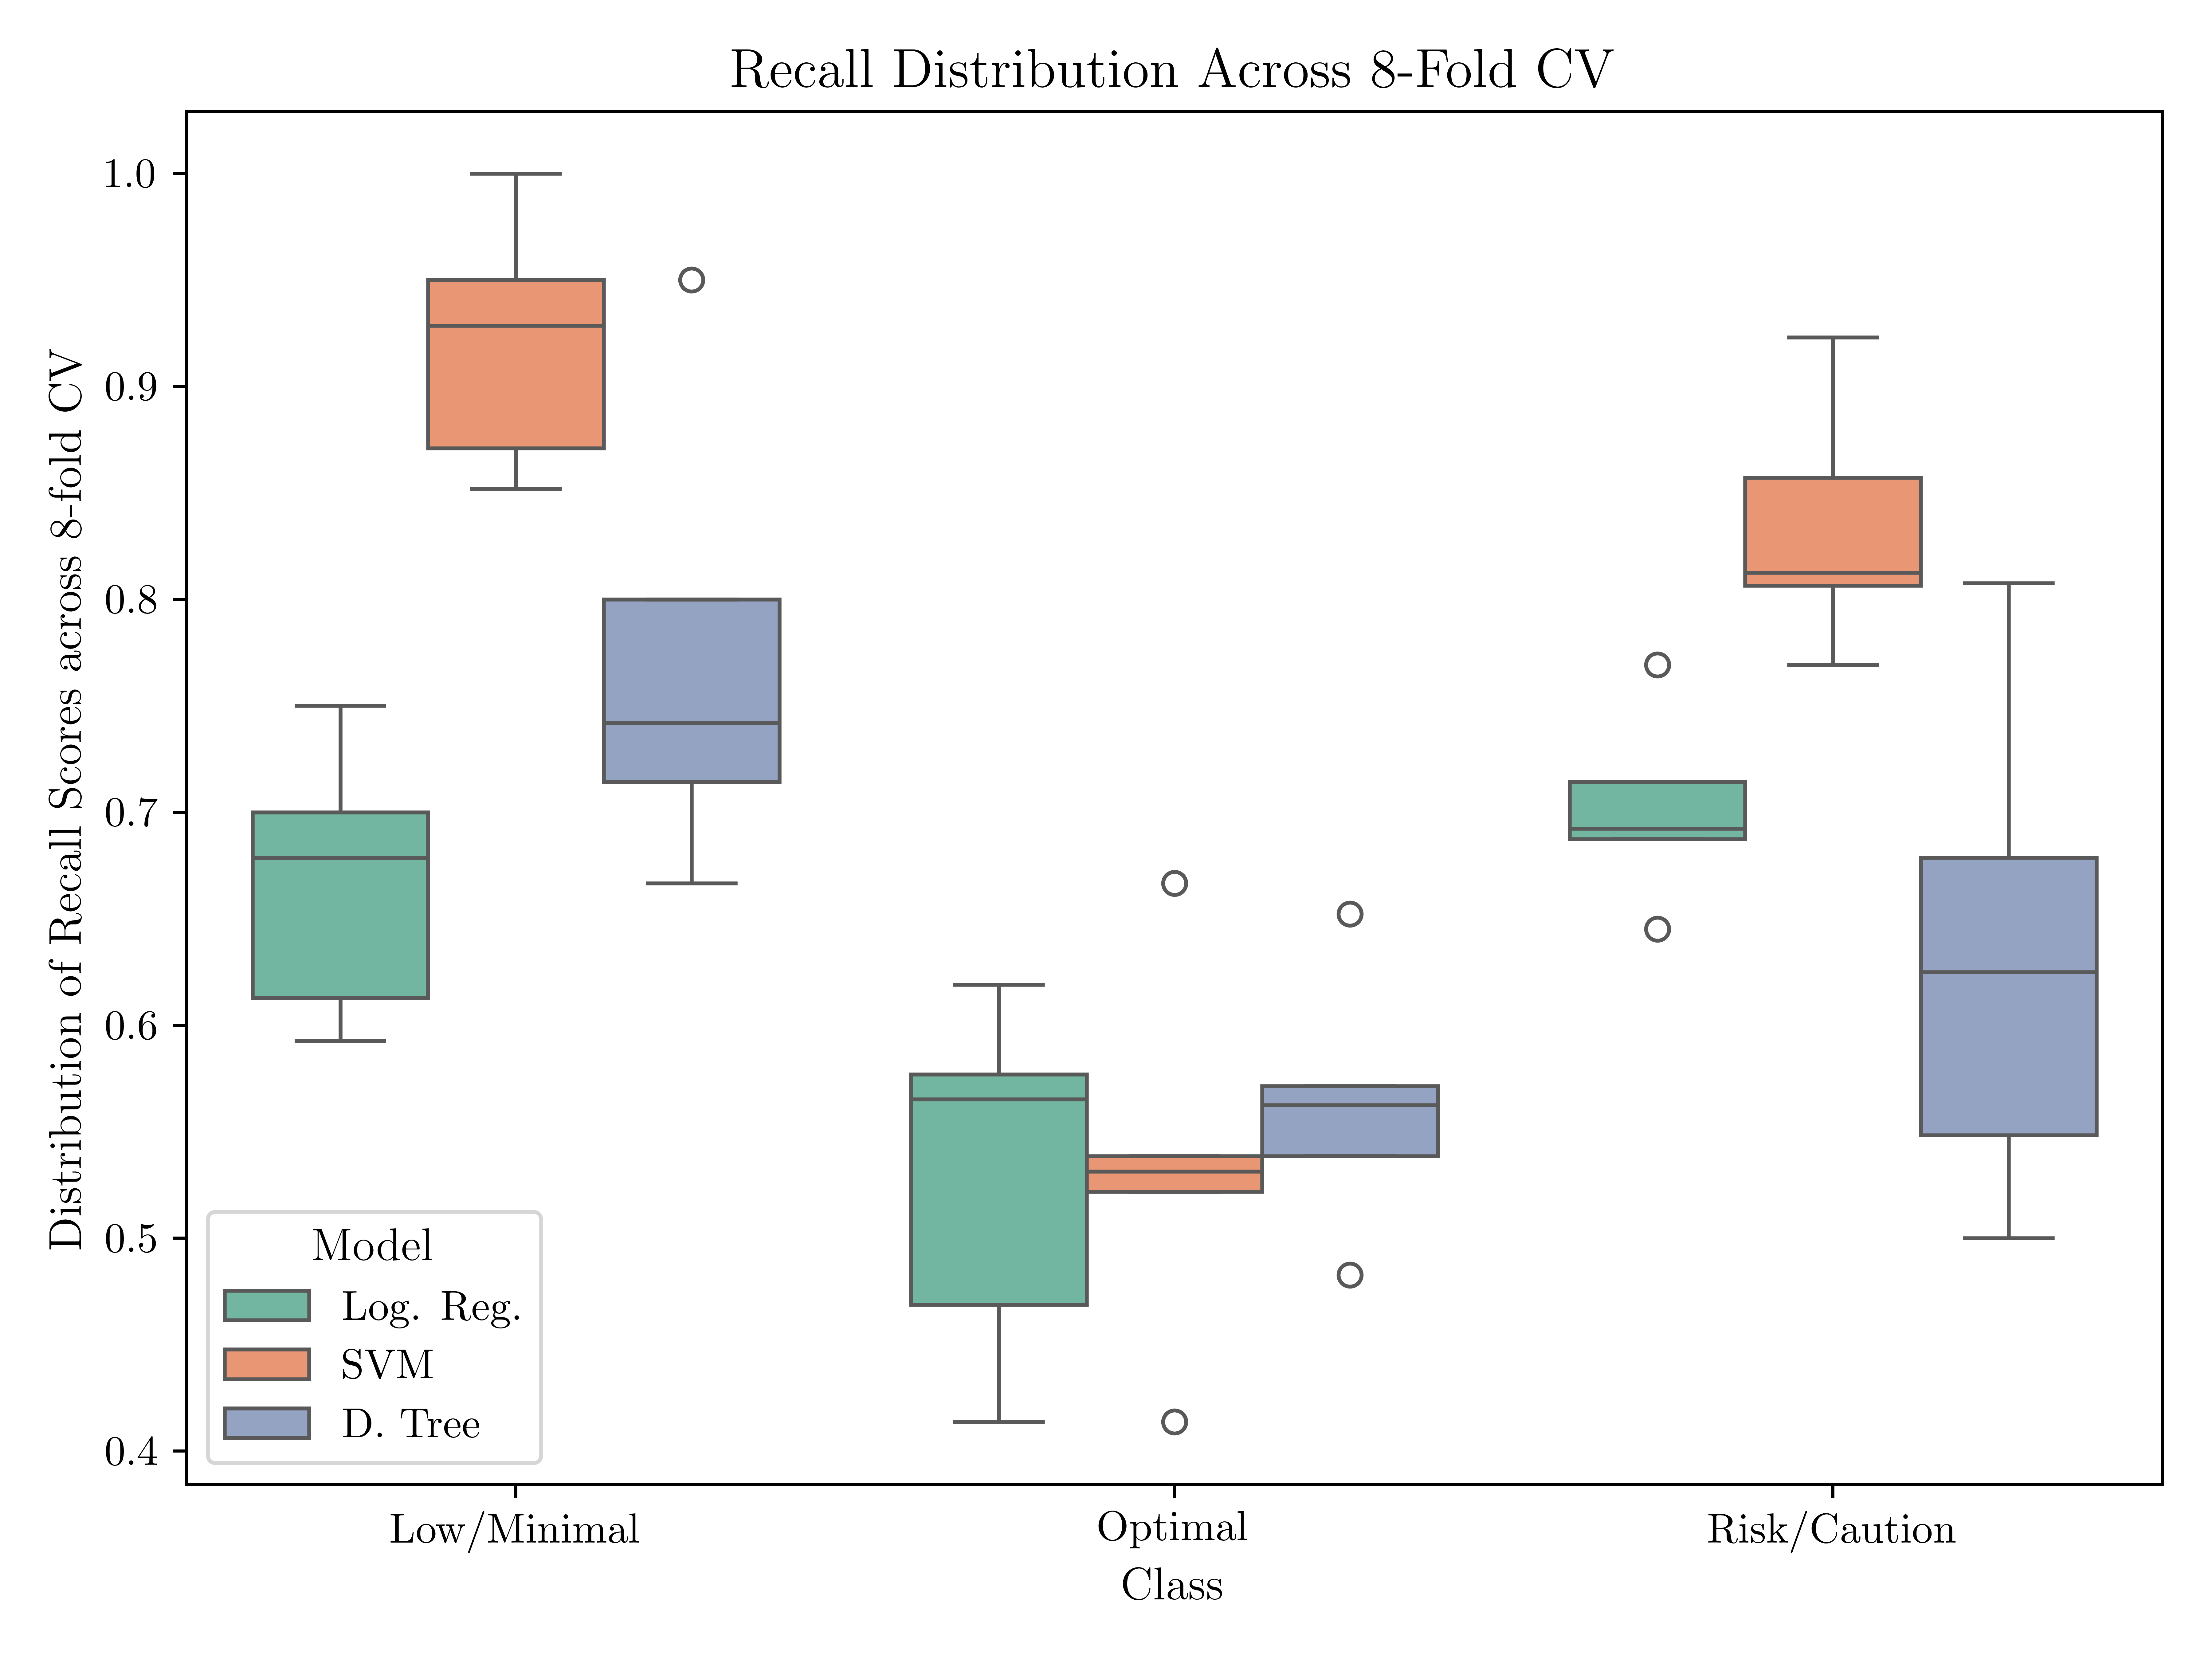 Recall Distribution Across 8-Fold CV
Distribution of Recall Scores across 8-fold CV
1.0
0.9
0.8
0.7
0.6
0.5
0.4
Model
Log. Reg.
SVM
D. Tree
Low/Minimal
Optimal
Risk/Caution
Class